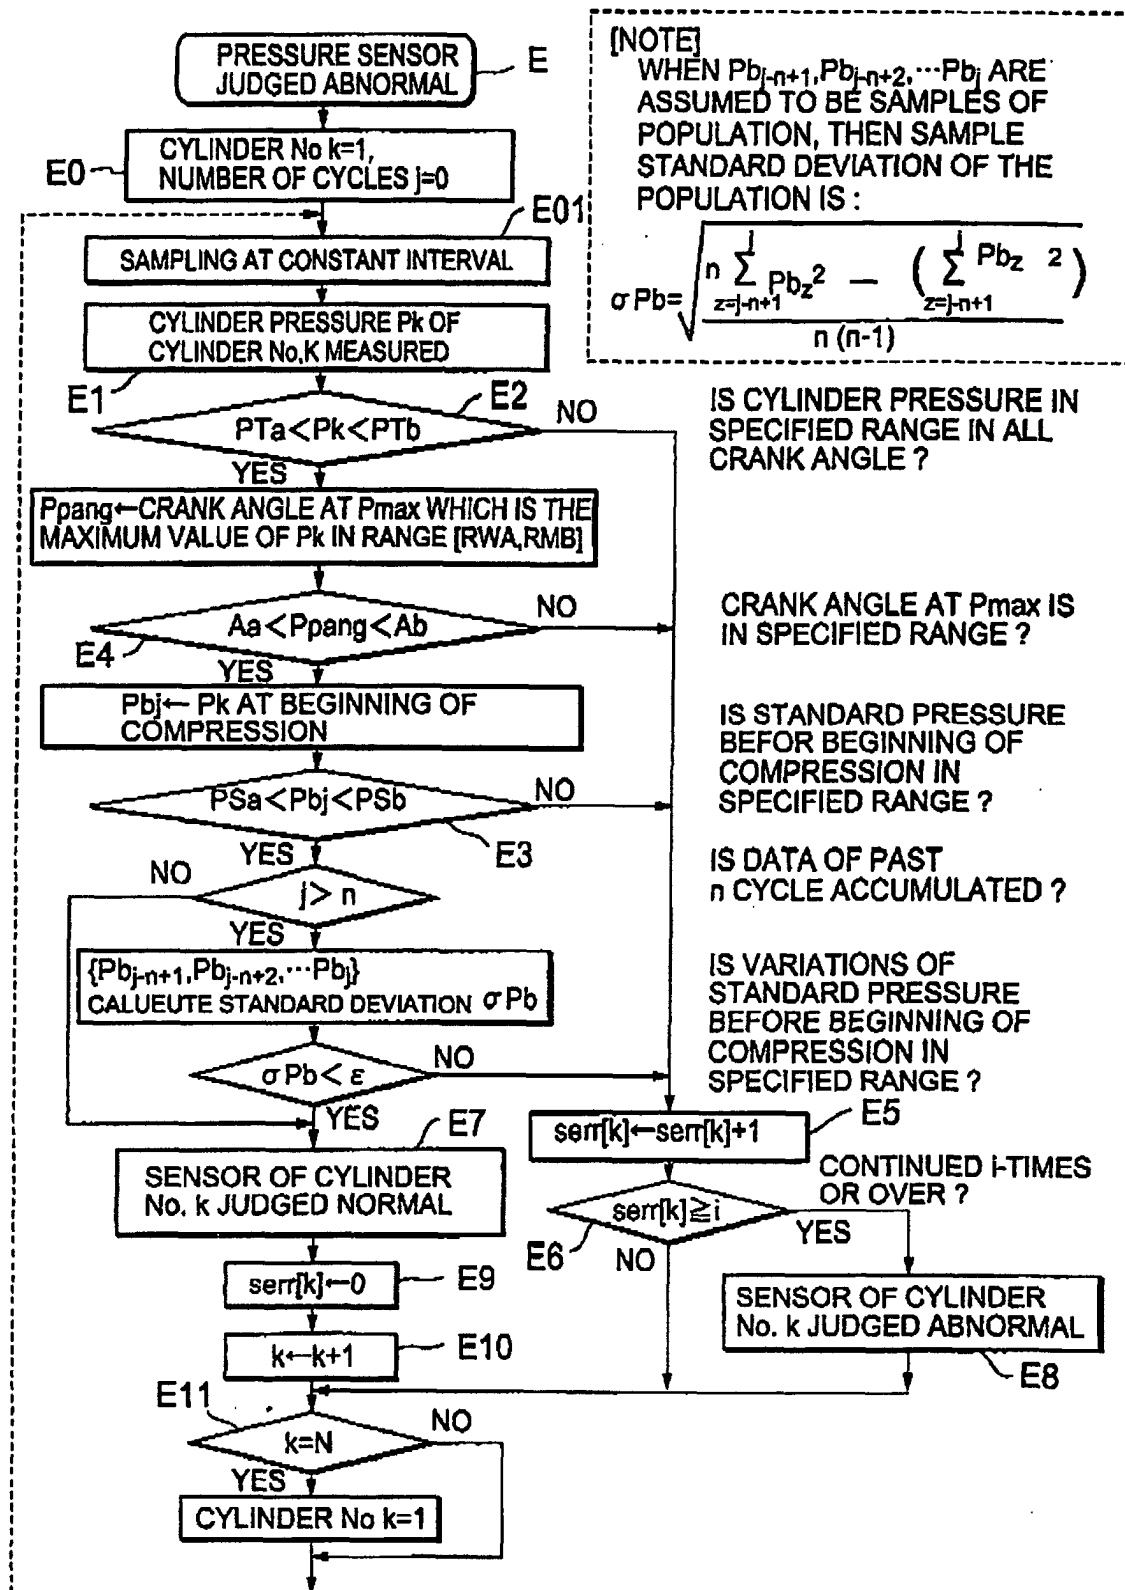 PRESSURE SENSOR
JUDGED ABNORMAL
E
[NOTE]
WHEN Pbj-n+1,Pbj-n+2,···Pbj ARE
ASSUMED TO BE SAMPLES OF
POPULATION, THEN SAMPLE
STANDARD DEVIATION OF THE
POPULATION IS :
σPb=√
n j∑z=j-n+1 Pbz² − ( j∑z=j-n+1 Pbz ²)
n (n-1)
E0
CYLINDER No k=1,
NUMBER OF CYCLES j=0
E01
SAMPLING AT CONSTANT INTERVAL
CYLINDER PRESSURE Pk OF
CYLINDER No,K MEASURED
E1
E2
PTa<Pk<PTb
NO
YES
IS CYLINDER PRESSURE IN
SPECIFIED RANGE IN ALL
CRANK ANGLE ?
Ppang←CRANK ANGLE AT Pmax WHICH IS THE
MAXIMUM VALUE OF Pk IN RANGE [RWA,RMB]
Aa<Ppang<Ab
NO
E4
YES
CRANK ANGLE AT Pmax IS
IN SPECIFIED RANGE ?
Pbj← Pk AT BEGINNING OF
COMPRESSION
IS STANDARD PRESSURE
BEFOR BEGINNING OF
COMPRESSION IN
SPECIFIED RANGE ?
PSa<Pbj<PSb
NO
E3
YES
NO
j> n
YES
IS DATA OF PAST
n CYCLE ACCUMULATED ?
{Pbj-n+1,Pbj-n+2,···Pbj}
CALUEUTE STANDARD DEVIATION σPb
IS VARIATIONS OF
STANDARD PRESSURE
BEFORE BEGINNING OF
COMPRESSION IN
SPECIFIED RANGE ?
σPb< ε
NO
YES
E7
SENSOR OF CYLINDER
No. k JUDGED NORMAL
E5
serr[k]←serr[k]+1
CONTINUED i-TIMES
OR OVER ?
serr[k]≧i
YES
E6
NO
serr[k]←0
E9
SENSOR OF CYLINDER
No. k JUDGED ABNORMAL
E8
k←k+1
E10
E11
k=N
NO
YES
CYLINDER No k=1